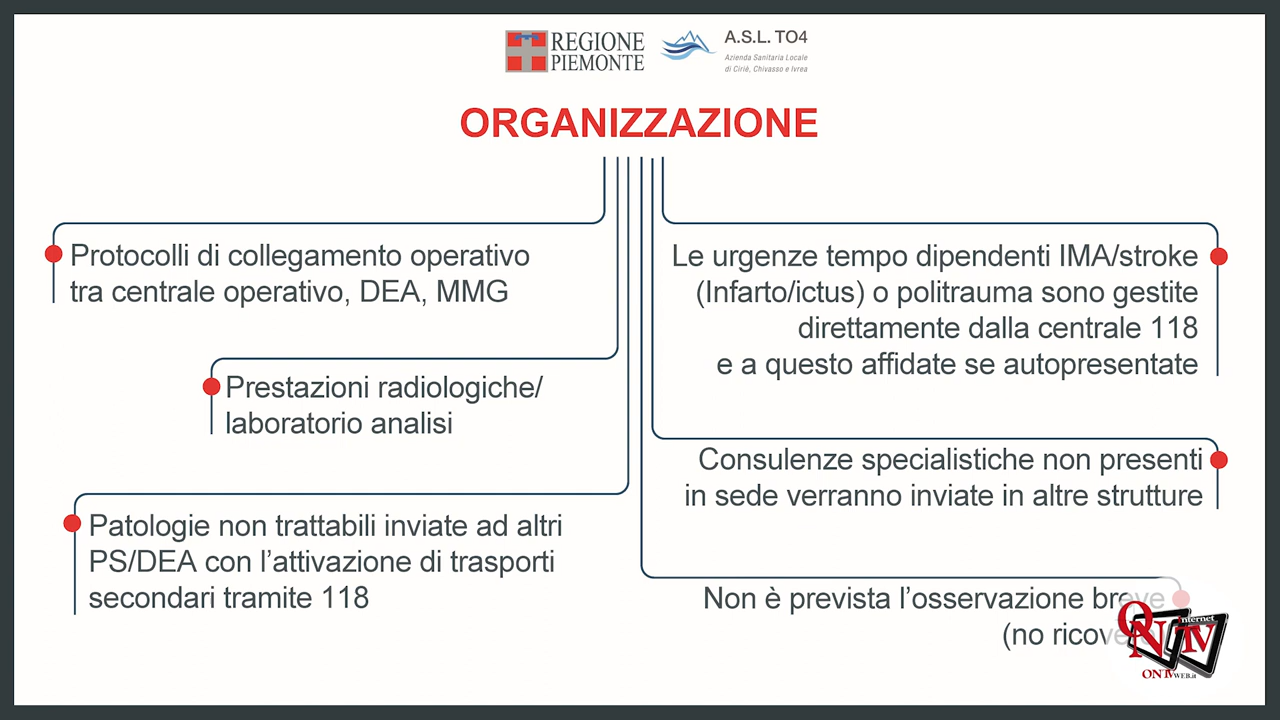 REGIONE
PIEMONTE
A.S.L. TO4
Azienda Sanitaria Locale
di Ciriè, Chivasso e Ivrea
ORGANIZZAZIONE
Protocolli di collegamento operativo
tra centrale operativo, DEA, MMG
Prestazioni radiologiche/
laboratorio analisi
Patologie non trattabili inviate ad altri
PS/DEA con l’attivazione di trasporti
secondari tramite 118
Le urgenze tempo dipendenti IMA/stroke
(Infarto/ictus) o politrauma sono gestite
direttamente dalla centrale 118
e a questo affidate se autopresentate
Consulenze specialistiche non presenti
in sede verranno inviate in altre strutture
Non è prevista l’osservazione breve
(no
internet
ON TV
ON TVWEB.it